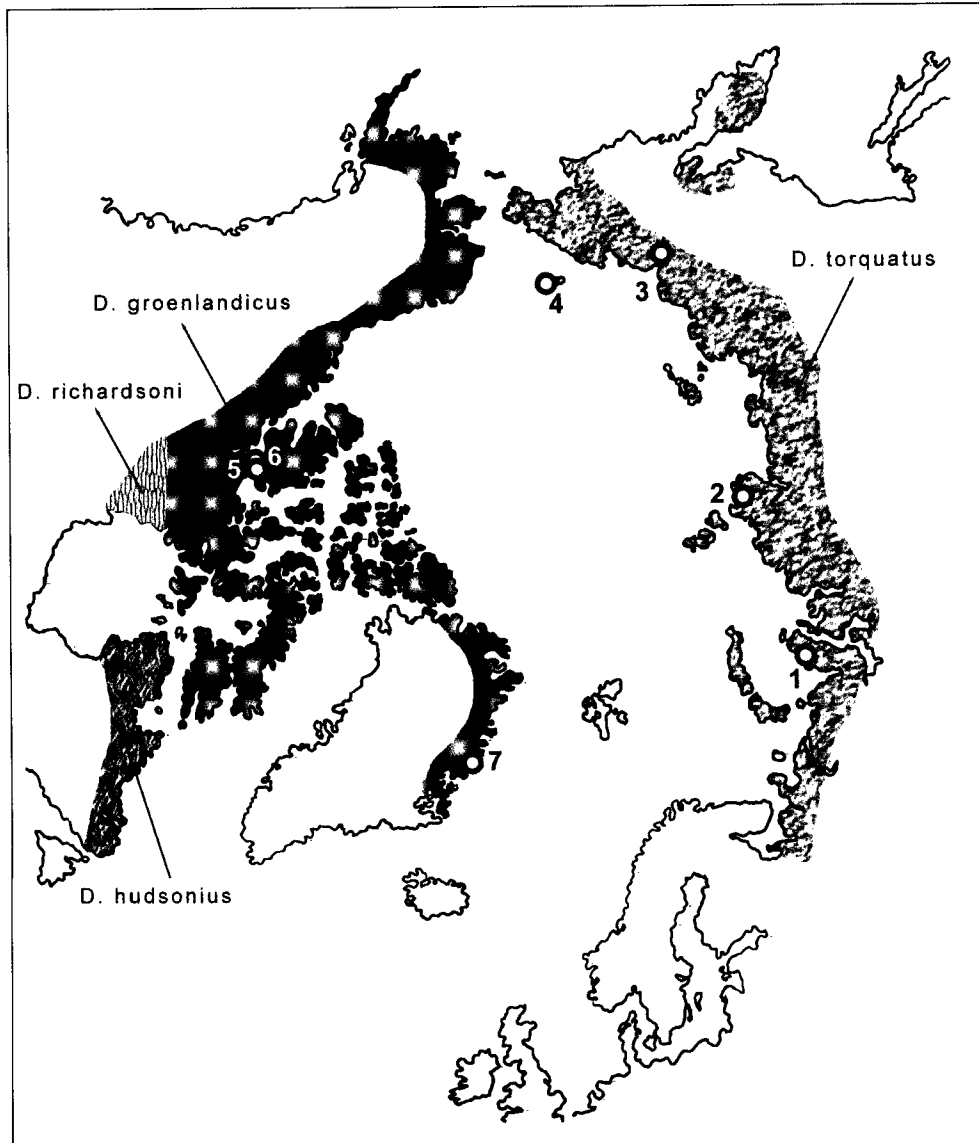 D. torquatus
4
3
D. groenlandicus
D. richardsoni
5 6
2
1
7
D. hudsonius